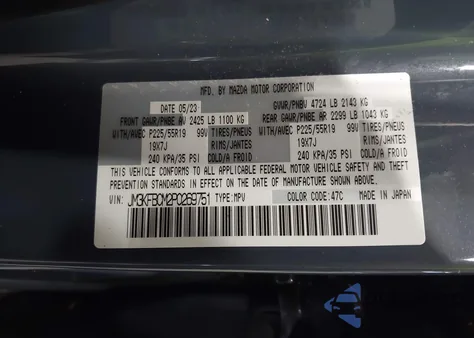 MFD. BY MAZDA MOTOR CORPORATION
DATE 05/23 GVWR/PNBV 4724 LB 2143 KG
FRONT GAWR/PNBE AV 2425 LB 1100 KG REAR GAWR/PNBE AR 2299 LB 1043 KG
WITH/AVEC P225/55R19 99V TIRES/PNEUS WITH/AVEC P225/55R19 99V TIRES/PNEUS
19X7J RIMS/JANTES 19X7J RIMS/JANTES
240 KPA/35 PSI COLD/A FROID 240 KPA/35 PSI COLD/A FROID
THIS VEHICLE CONFORMS TO ALL APPLICABLE FEDERAL MOTOR VEHICLE SAFETY AND THEFT
PREVENTION STANDARDS IN EFFECT ON THE DATE OF MANUFACTURE SHOWN ABOVE.
VIN: JM3KFBCM2P0269751 TYPE:MPV COLOR CODE:47C MADE IN JAPAN